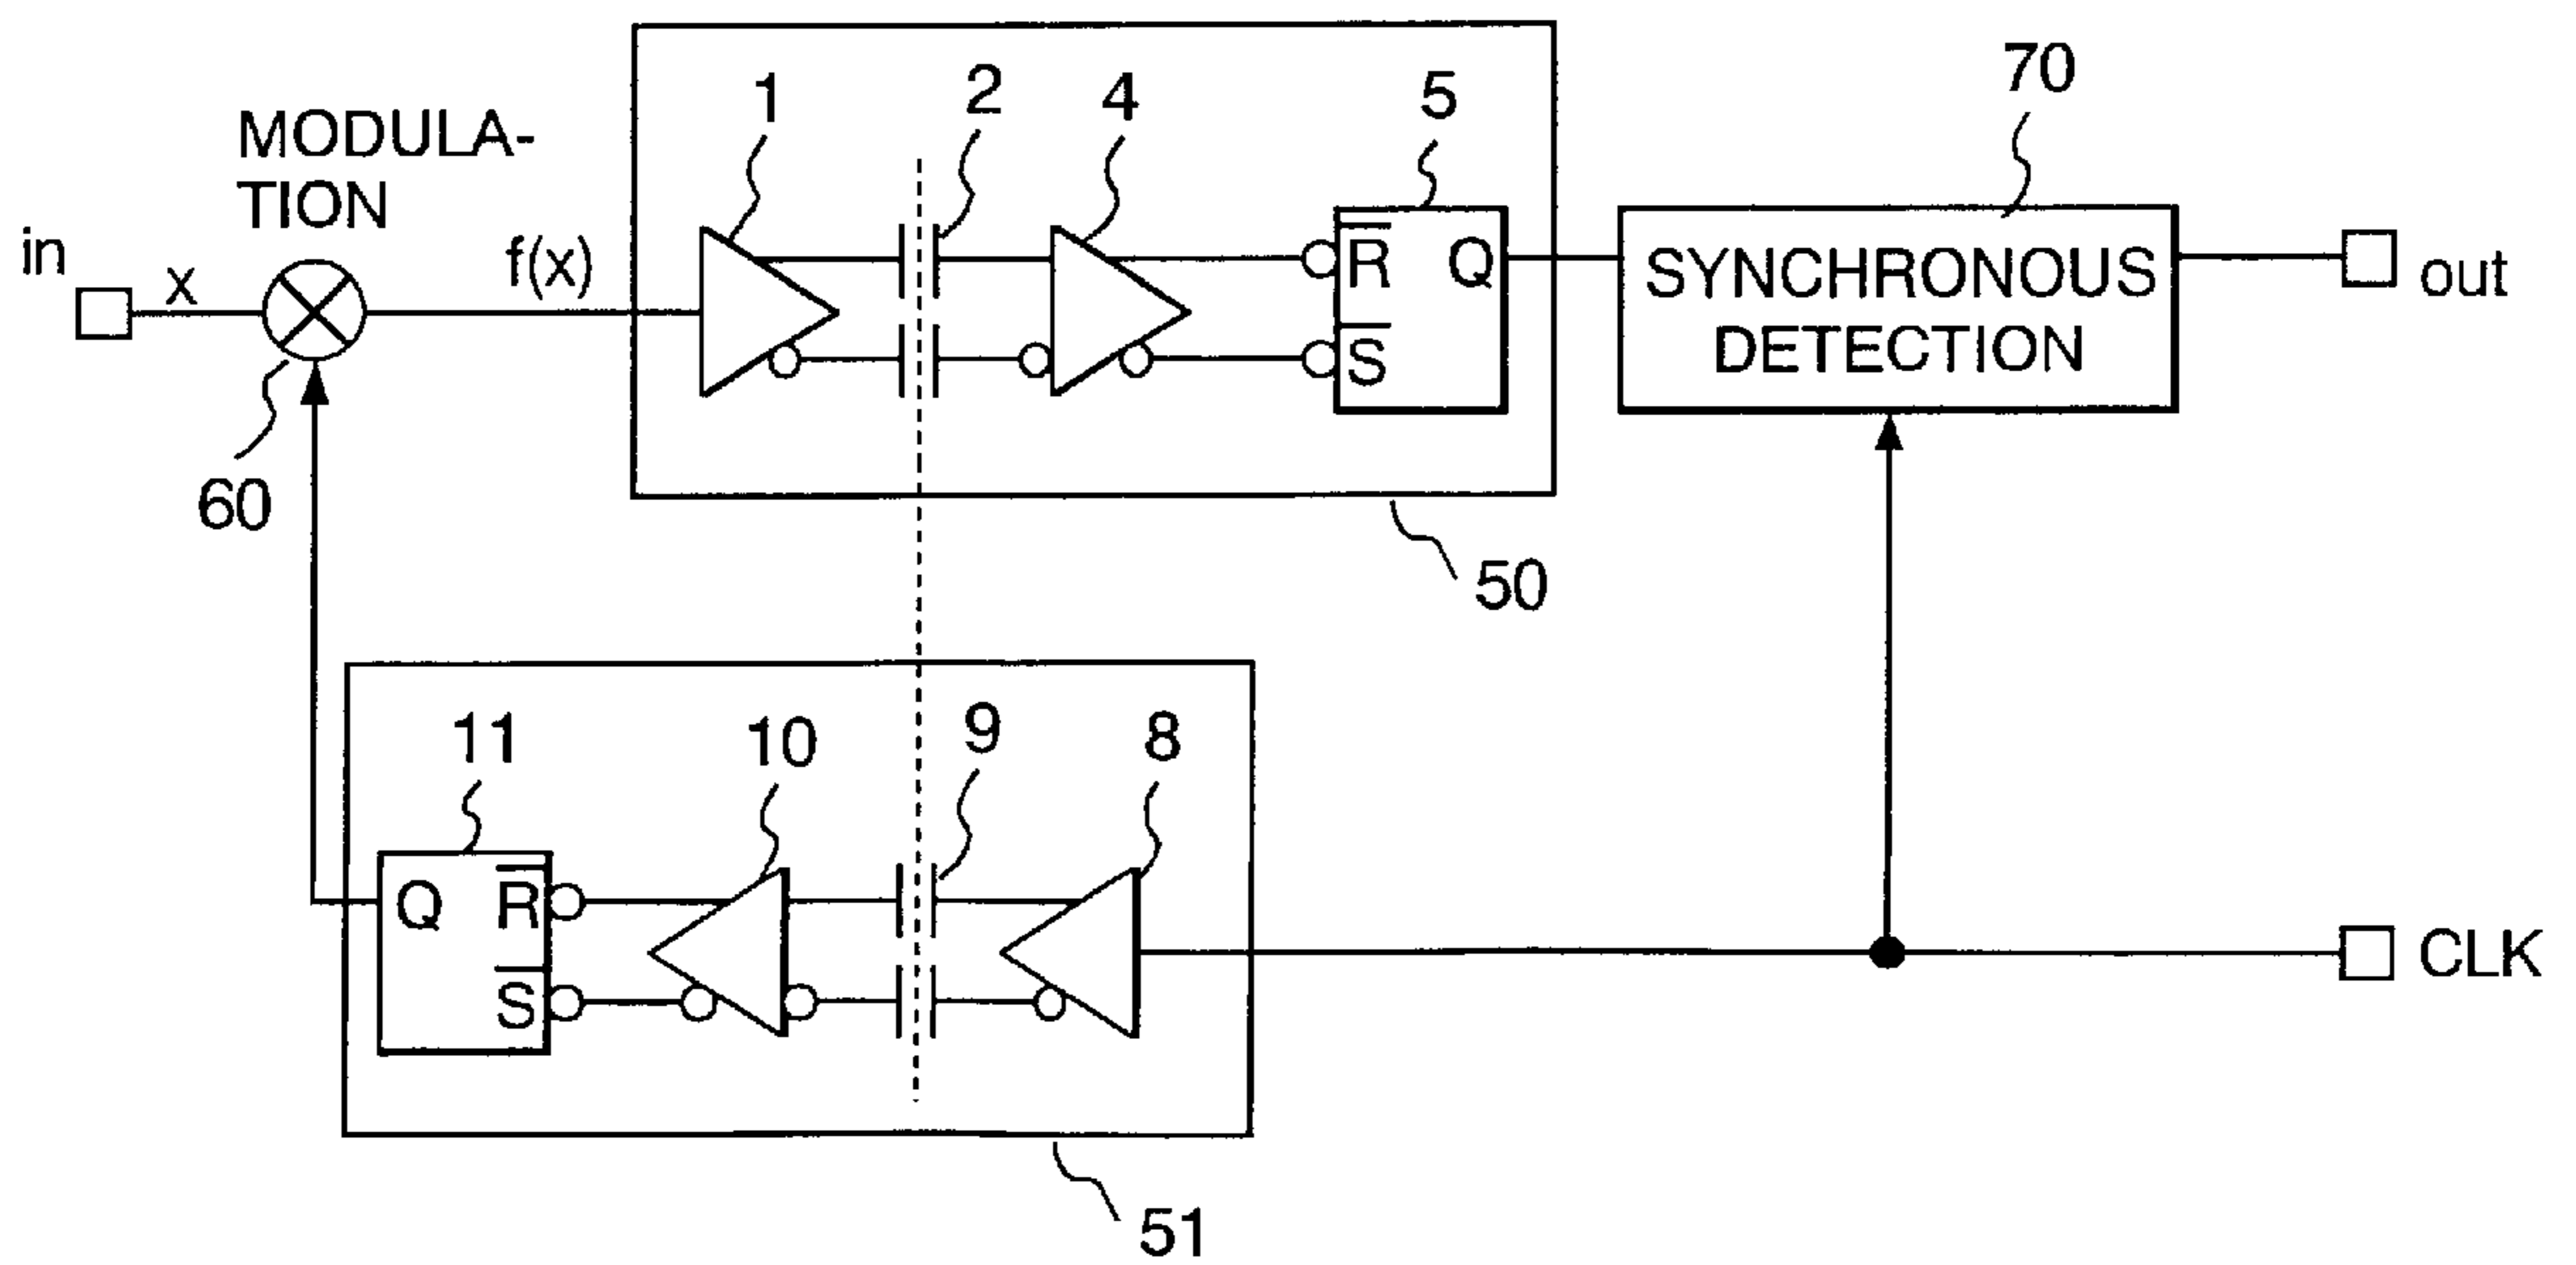 1
2
4
5
70
MODULA-
TION
in
x
f(x)
R̅
Q
S̅
SYNCHRONOUS
DETECTION
out
60
50
11
10
9
8
Q
R̅
S̅
CLK
51